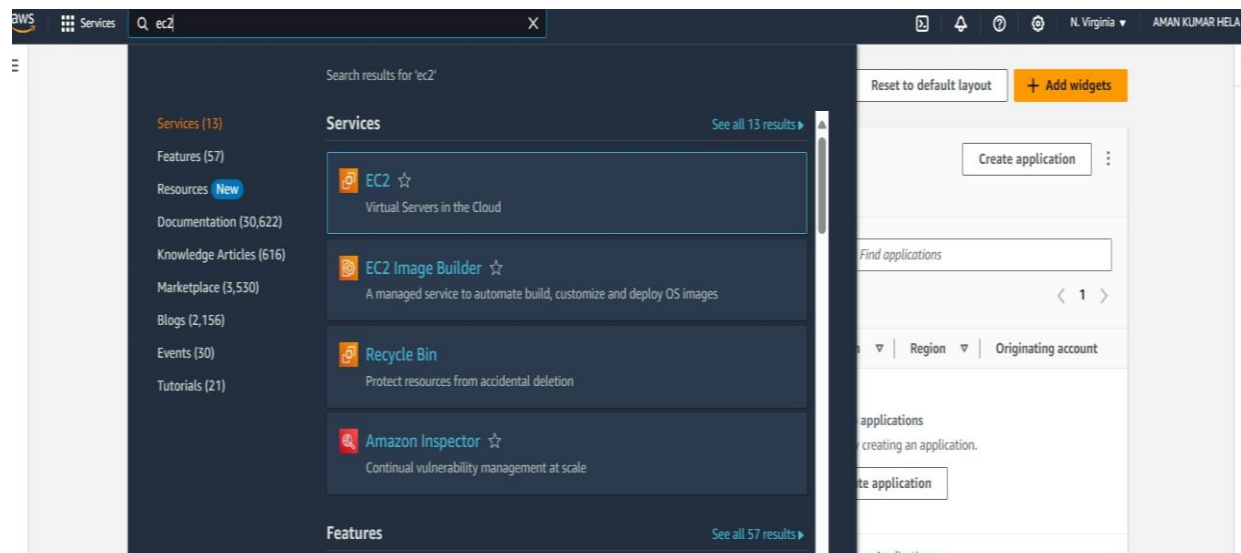 aws
Services
ec2
X
N. Virginia ▼
AMAN KUMAR HELA
Search results for 'ec2'
Services (13)
Features (57)
Resources New
Documentation (30,622)
Knowledge Articles (616)
Marketplace (3,530)
Blogs (2,156)
Events (30)
Tutorials (21)
Services
See all 13 results ▶
EC2 ☆
Virtual Servers in the Cloud
EC2 Image Builder ☆
A managed service to automate build, customize and deploy OS images
Recycle Bin
Protect resources from accidental deletion
Amazon Inspector ☆
Continual vulnerability management at scale
Features
See all 57 results ▶
Reset to default layout
+ Add widgets
Create application
Find applications
1
Region
Originating account
applications
creating an application.
te application